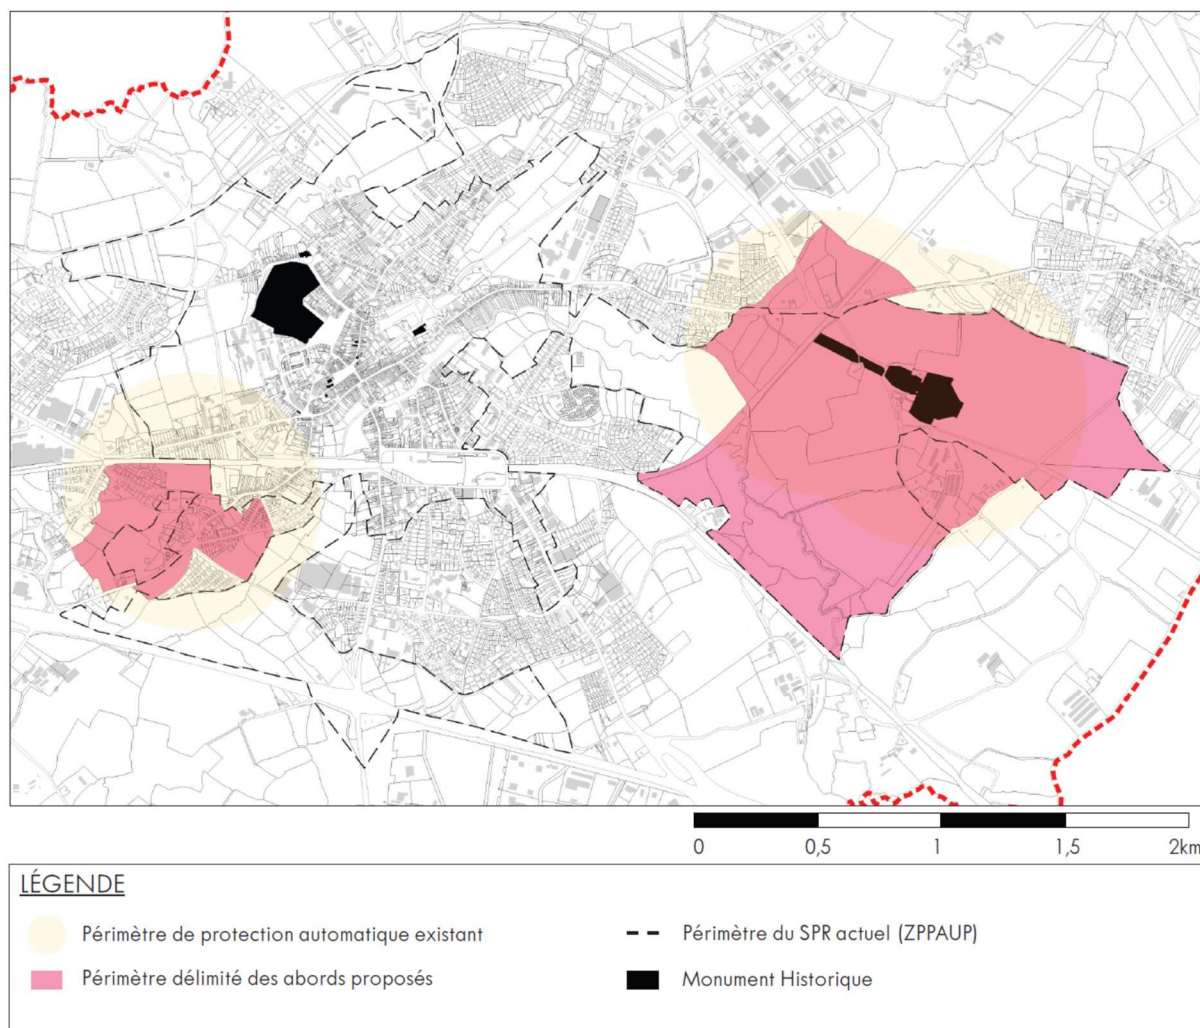 0 0,5 1 1,5 2km
LÉGENDE
Périmètre de protection automatique existant
Périmètre délimité des abords proposés
Périmètre du SPR actuel (ZPPAUP)
Monument Historique